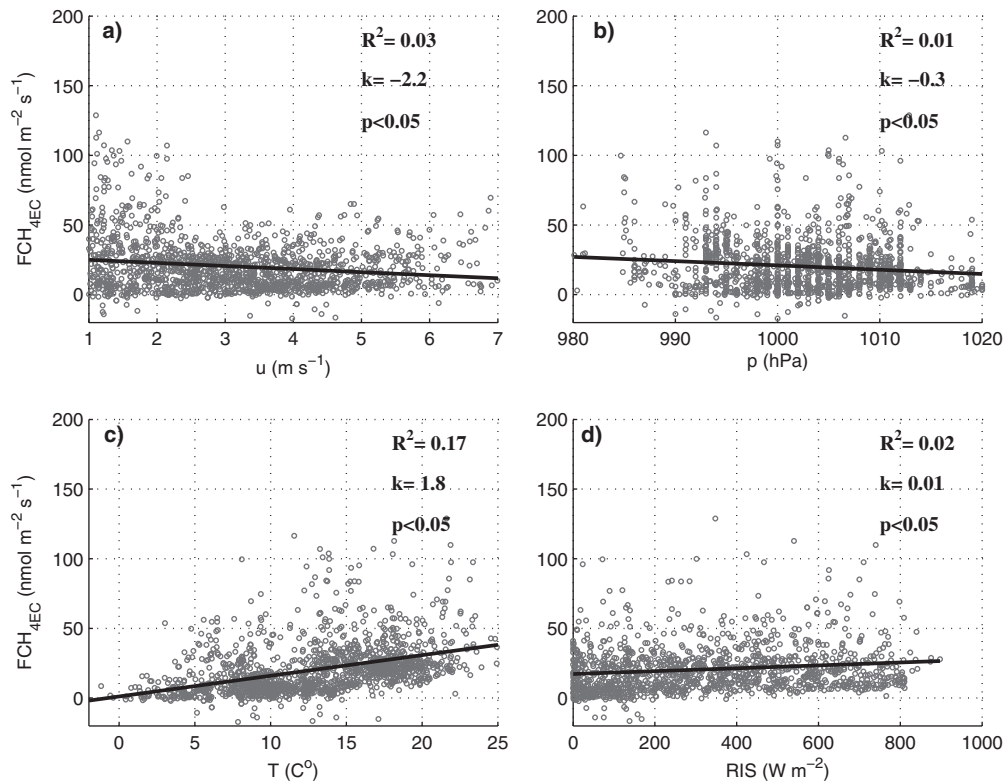 a)
R²= 0.03
k= −2.2
p<0.05
FCH₄EC (nmol m⁻² s⁻¹)
200
150
100
50
0
1 2 3 4 5 6 7
u (m s⁻¹)
b)
R²= 0.01
k= −0.3
p<0.05
200
150
100
50
0
980 990 1000 1010 1020
p (hPa)
c)
R²= 0.17
k= 1.8
p<0.05
FCH₄EC (nmol m⁻² s⁻¹)
200
150
100
50
0
0 5 10 15 20 25
T (Cº)
d)
R²= 0.02
k= 0.01
p<0.05
200
150
100
50
0
0 200 400 600 800 1000
RIS (W m⁻²)